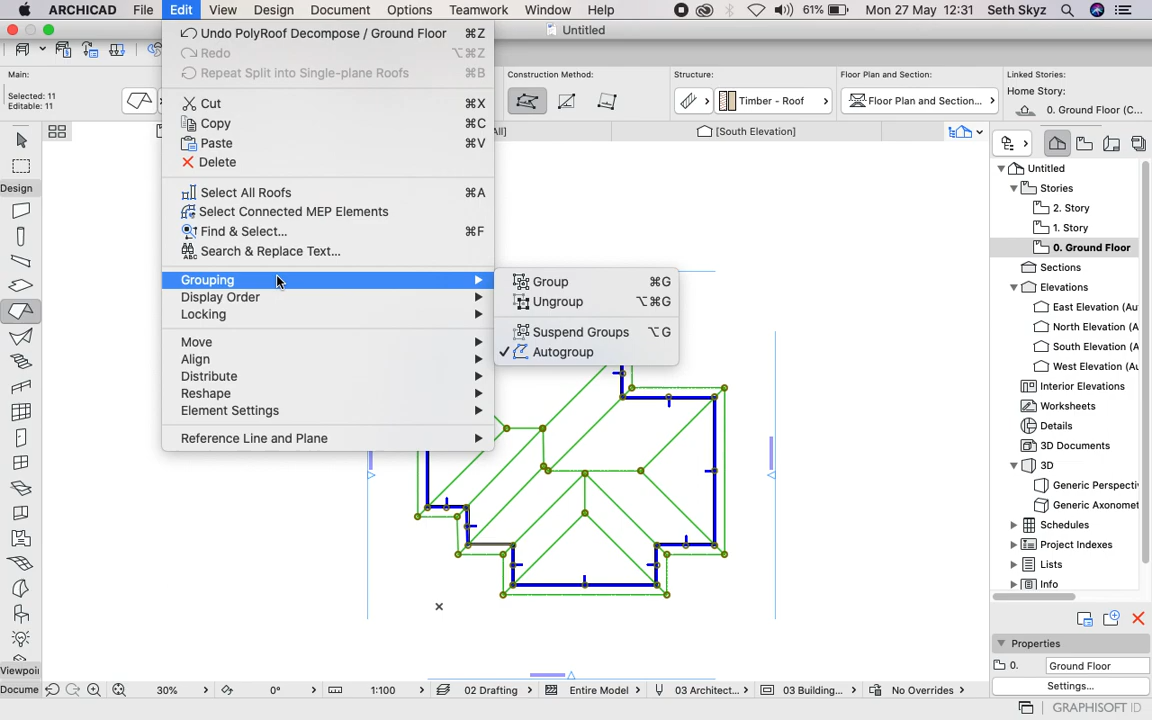 ARCHICAD File Edit View Design Document Options Teamwork Window Help 61% Mon 27 May 12:31 Seth Skyz
Untitled
Main:
Selected: 11
Editable: 11
Construction Method:
Structure:
Timber - Roof
Floor Plan and Section:
Floor Plan and Section...
Linked Stories:
Home Story:
0. Ground Floor (C...
All]
[South Elevation]
Undo PolyRoof Decompose / Ground Floor ⌘Z
Redo ⌥⌘Z
Repeat Split into Single-plane Roofs ⌘B
Cut ⌘X
Copy ⌘C
Paste ⌘V
Delete
Select All Roofs ⌘A
Select Connected MEP Elements
Find & Select... ⌘F
Search & Replace Text...
Grouping
Display Order
Locking
Move
Align
Distribute
Reshape
Element Settings
Reference Line and Plane
Group ⌘G
Ungroup ⌥⌘G
Suspend Groups ⌥G
Autogroup
Design
Viewpoi
Docume
Untitled
Stories
2. Story
1. Story
0. Ground Floor
Sections
Elevations
East Elevation (Au
North Elevation (A
South Elevation (A
West Elevation (Au
Interior Elevations
Worksheets
Details
3D Documents
3D
Generic Perspecti
Generic Axonomet
Schedules
Project Indexes
Lists
Info
Properties
0. Ground Floor
Settings...
30% 0° 1:100 02 Drafting Entire Model 03 Architect... 03 Building... No Overrides
GRAPHISOFT ID